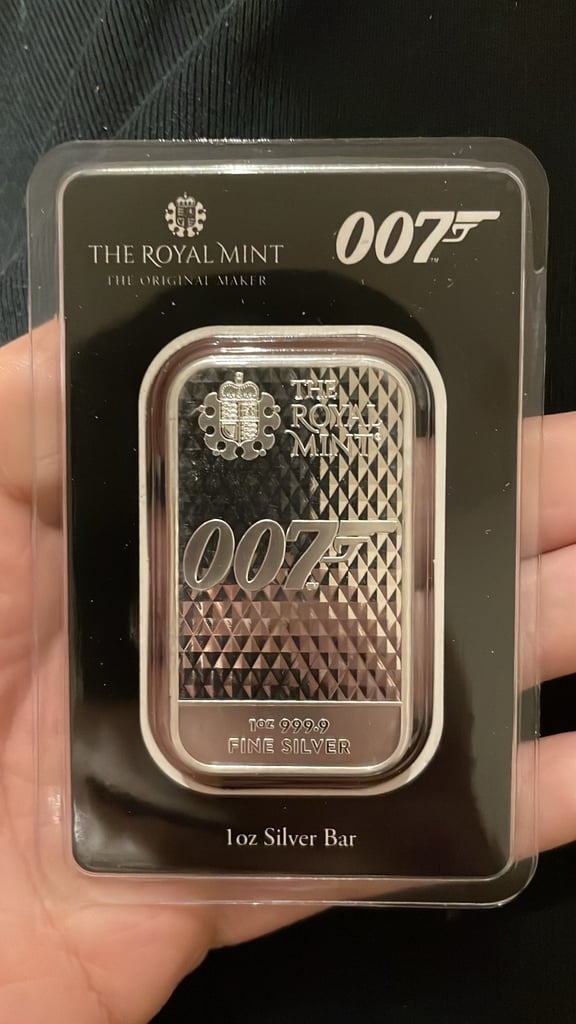 THE ROYAL MINT
THE ORIGINAL MAKER
007
™
THE
ROYAL
MINT®
007
1oz 999.9
FINE SILVER
1oz Silver Bar